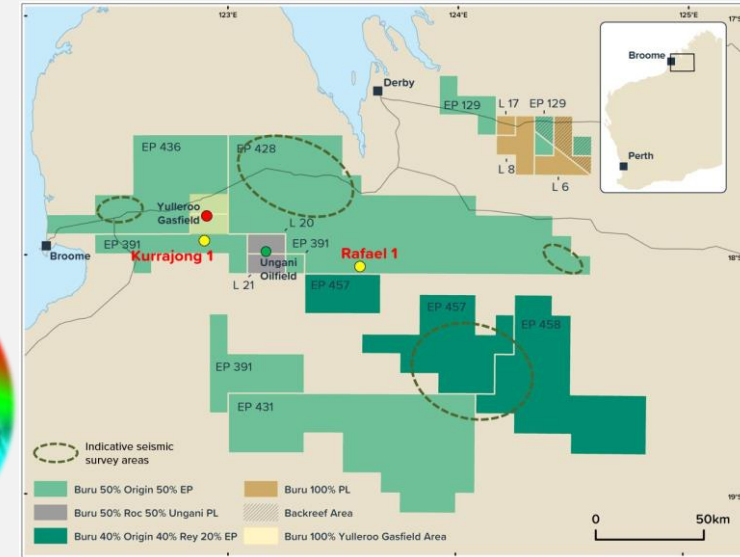 123°E
124°E
125°E
17°S
Broome
Perth
Derby
EP 129
L 17
EP 129
L 8
L 6
EP 436
EP 428
Yulleroo
Gasfield
L 20
EP 391
Kurrajong 1
EP 391
Rafael 1
18°S
Broome
Ungani
Oilfield
L 21
EP 457
EP 457
EP 458
EP 391
EP 431
Indicative seismic
survey areas
Buru 50% Origin 50% EP
Buru 100% PL
Buru 50% Roc 50% Ungani PL
Backreef Area
Buru 40% Origin 40% Rey 20% EP
Buru 100% Yulleroo Gasfield Area
0
50km
19°S